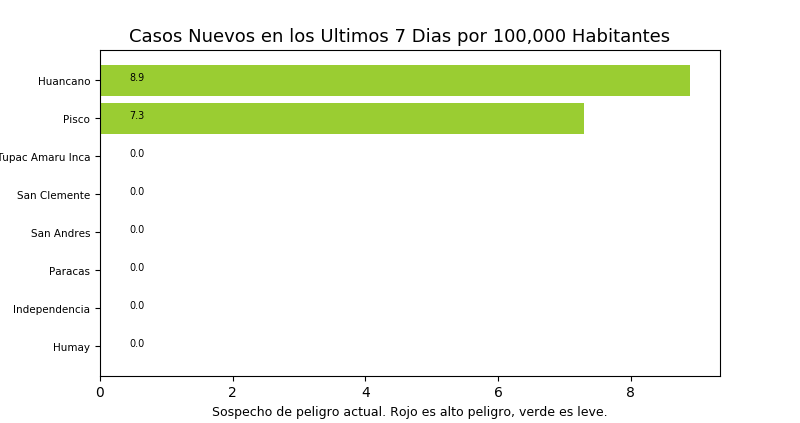 Casos Nuevos en los Ultimos 7 Dias por 100,000 Habitantes
Huancano 8.9
Pisco 7.3
Tupac Amaru Inca 0.0
San Clemente 0.0
San Andres 0.0
Paracas 0.0
Independencia 0.0
Humay 0.0
0 2 4 6 8
Sospecho de peligro actual. Rojo es alto peligro, verde es leve.